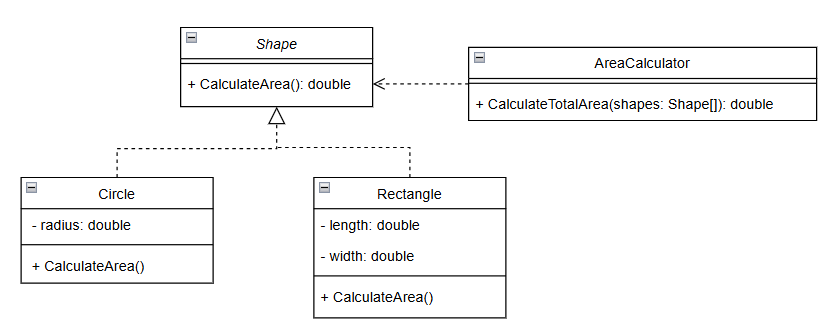 Shape
+ CalculateArea(): double
AreaCalculator
+ CalculateTotalArea(shapes: Shape[]): double
Circle
- radius: double
+ CalculateArea()
Rectangle
- length: double
- width: double
+ CalculateArea()